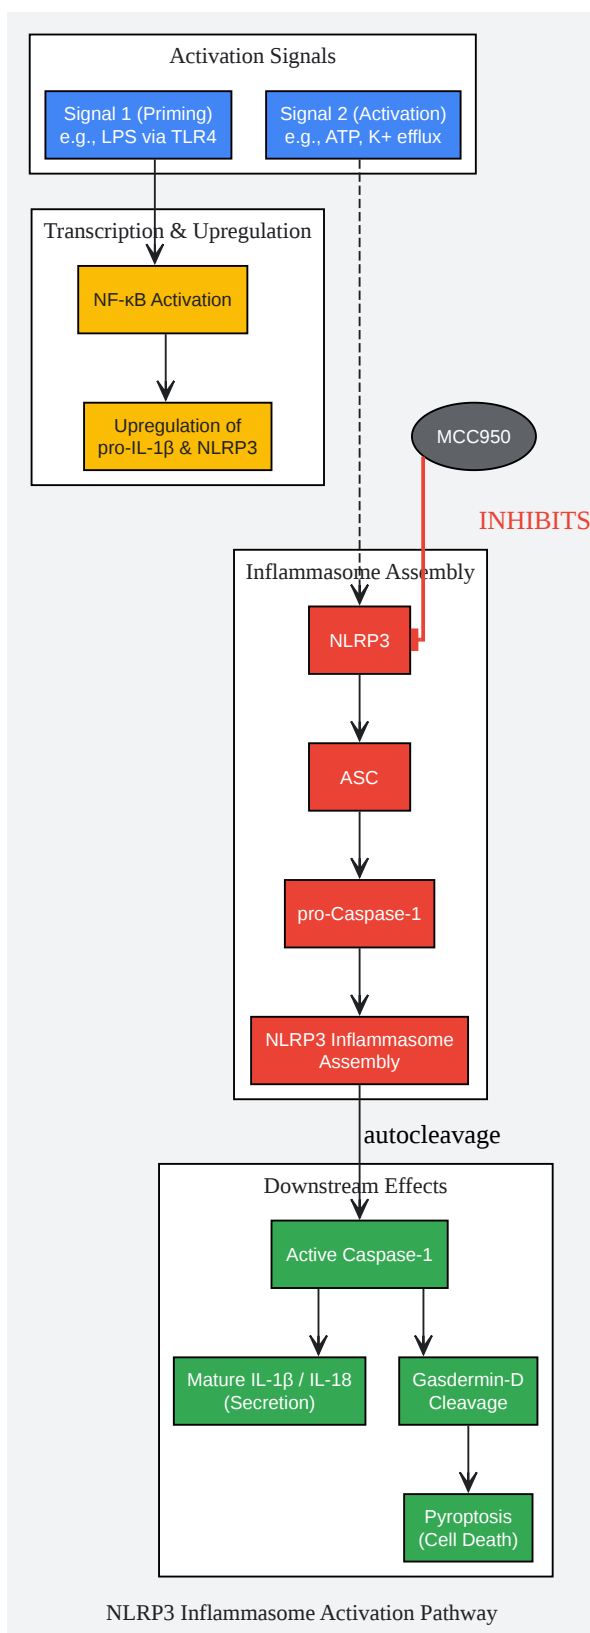 Activation Signals
Signal 1 (Priming)
e.g., LPS via TLR4
Signal 2 (Activation)
e.g., ATP, K+ efflux
Transcription & Upregulation
NF-κB Activation
Upregulation of
pro-IL-1β & NLRP3
MCC950
INHIBITS
Inflammasome Assembly
NLRP3
ASC
pro-Caspase-1
NLRP3 Inflammasome
Assembly
autocleavage
Downstream Effects
Active Caspase-1
Mature IL-1β / IL-18
(Secretion)
Gasdermin-D
Cleavage
Pyroptosis
(Cell Death)
NLRP3 Inflammasome Activation Pathway